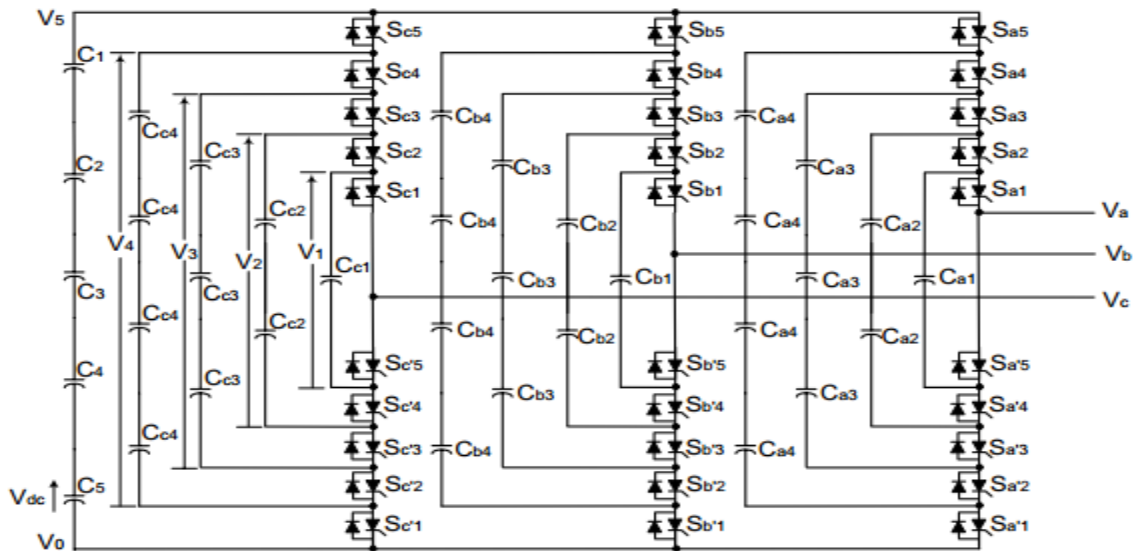 V5 Sc5 Sb5 Sa5
C1 Sc4 Sb4 Sa4
Cc4 Sc3 Cb4 Sb3 Ca4 Sa3
C2 Cc3 Sc2 Cb3 Sb2 Ca3 Sa2
Sc1 Sb1 Sa1
Cc4 Cc2 Cb4 Cb2 Ca4 Ca2 Va
V4 V3 V2 V1 Vb
C3 Cc3 Cc1 Cb3 Cb1 Ca3 Ca1
Vc
Cc4 Cc2 Cb4 Cb2 Ca4 Ca2
C4 Cc3 Sc'5 Cb3 Sb'5 Ca3 Sa'5
Sc'4 Sb'4 Sa'4
Cc4 Sc'3 Cb4 Sb'3 Ca4 Sa'3
Vdc C5 Sc'2 Sb'2 Sa'2
V0 Sc'1 Sb'1 Sa'1